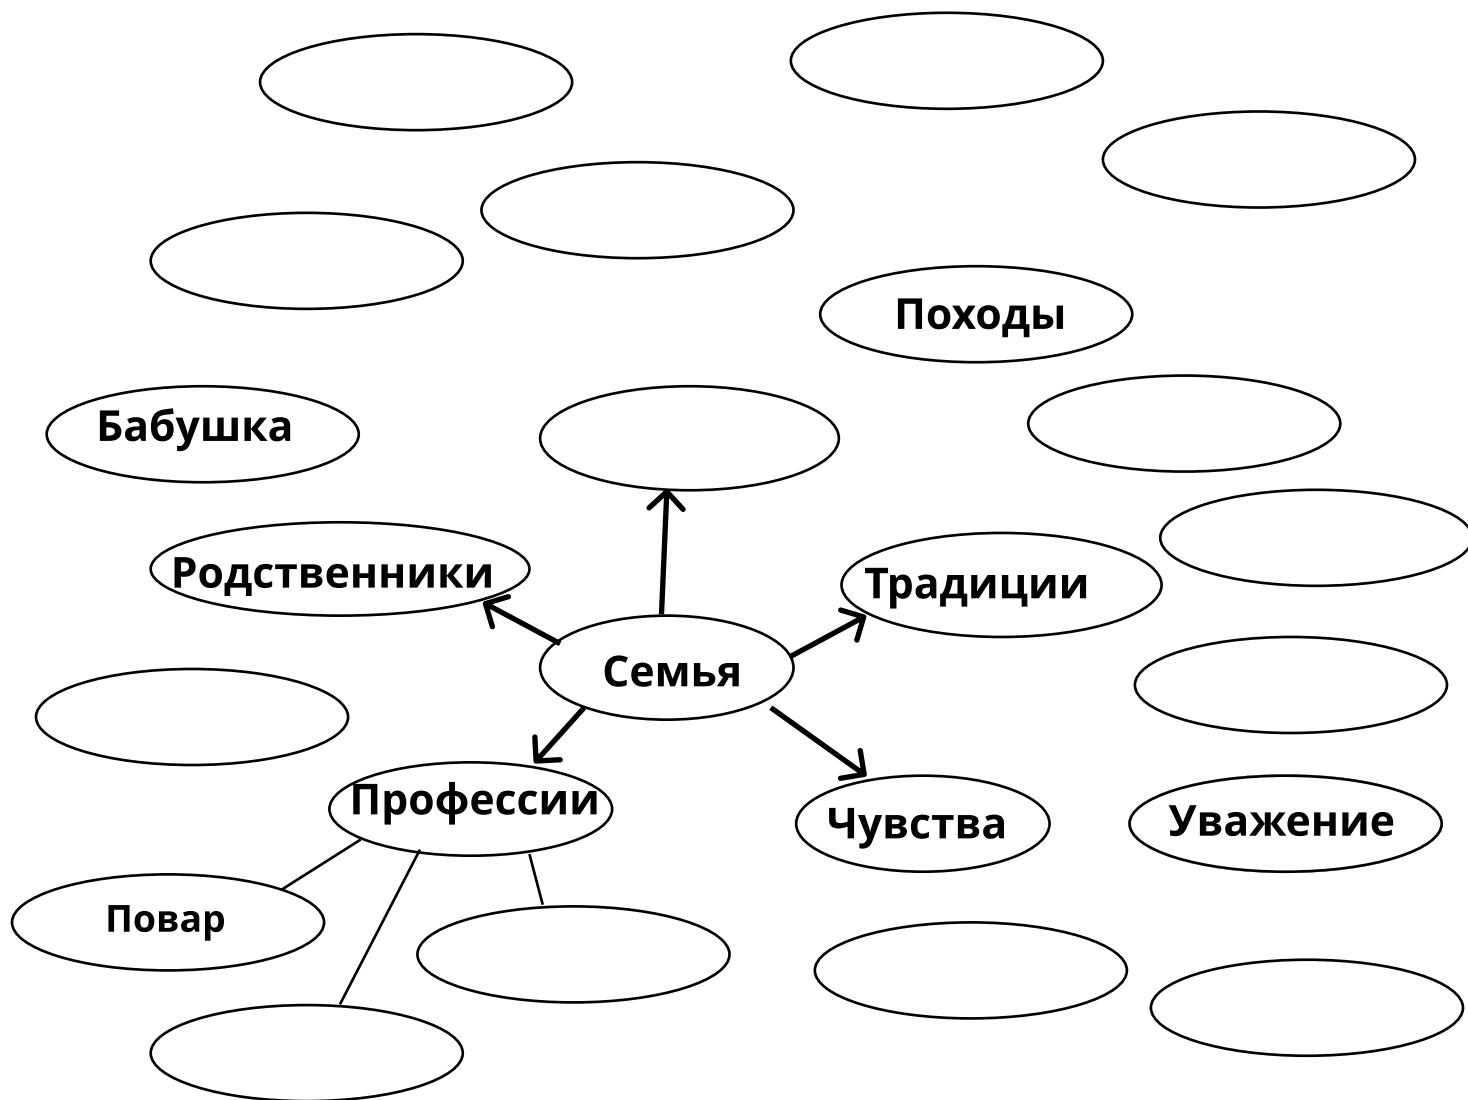 Походы
Бабушка
Родственники
Традиции
Семья
Профессии
Чувства
Уважение
Повар